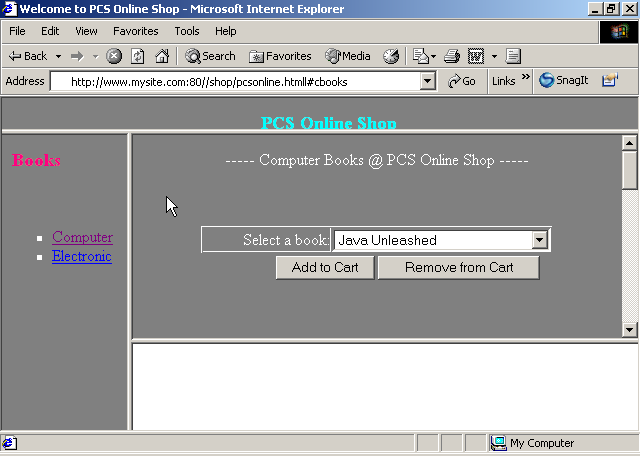 Welcome to PCS Online Shop - Microsoft Internet Explorer
File Edit View Favorites Tools Help
Back Search Favorites Media
Address http://www.mysite.com:80//shop/pcsonline.htmll#cbooks Go Links » SnagIt
PCS Online Shop
Books
Computer
Electronic
----- Computer Books @ PCS Online Shop -----
Select a book: Java Unleashed
Add to Cart Remove from Cart
My Computer